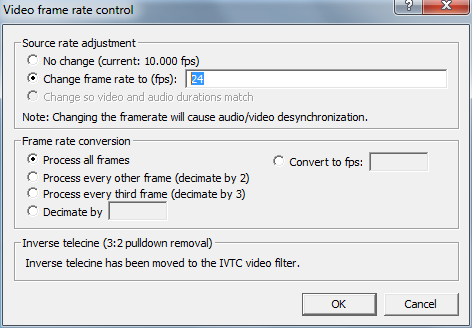 Video frame rate control
Source rate adjustment
No change (current: 10.000 fps)
Change frame rate to (fps): 24
Change so video and audio durations match
Note: Changing the framerate will cause audio/video desynchronization.
Frame rate conversion
Process all frames
Convert to fps:
Process every other frame (decimate by 2)
Process every third frame (decimate by 3)
Decimate by
Inverse telecine (3:2 pulldown removal)
Inverse telecine has been moved to the IVTC video filter.
OK Cancel